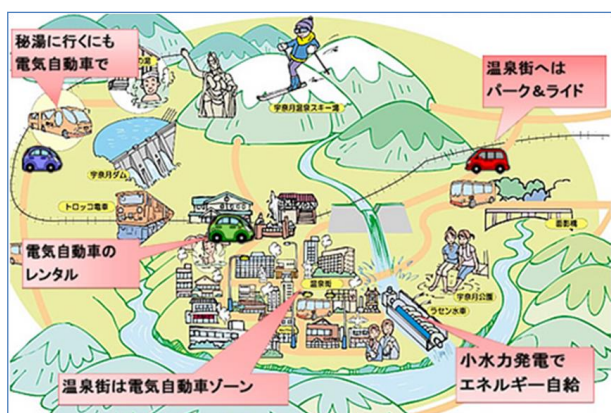 秘湯に行くにも
電気自動車で
温泉街へは
パーク&ライド
宇奈月温泉スキー場
宇奈月ダム
トロッコ電車
電気自動車の
レンタル
温泉街
宇奈月公園
ラセン水車
温泉街は電気自動車ゾーン
小水力発電で
エネルギー自給